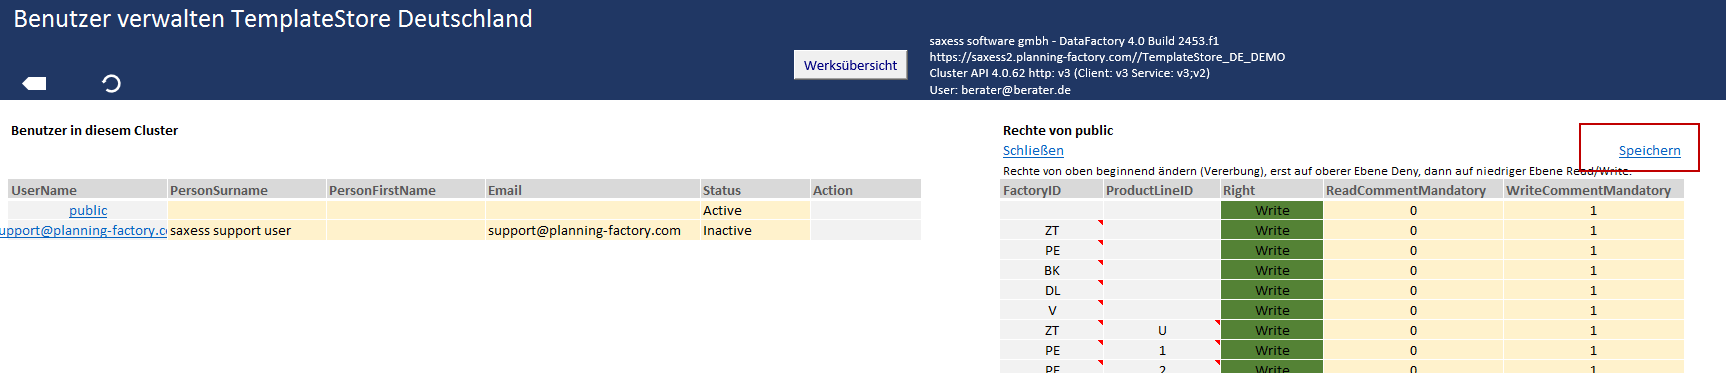 Benutzer verwalten TemplateStore Deutschland
Werksübersicht
saxess software gmbh - DataFactory 4.0 Build 2453.f1
https://saxess2.planning-factory.com//TemplateStore_DE_DEMO
Cluster API 4.0.62 http: v3 (Client: v3 Service: v3;v2)
User: berater@berater.de
Benutzer in diesem Cluster
UserName PersonSurname PersonFirstName Email Status Action
public Active
upport@planning-factory.co saxess support user support@planning-factory.com Inactive
Rechte von public
Schließen Speichern
Rechte von oben beginnend ändern (Vererbung), erst auf oberer Ebene Deny, dann auf niedriger Ebene Read/Write.
FactoryID ProductLineID Right ReadCommentMandatory WriteCommentMandatory
Write 0 1
ZT Write 0 1
PE Write 0 1
BK Write 0 1
DL Write 0 1
V Write 0 1
ZT U Write 0 1
PE 1 Write 0 1
PE 2 Write 0 1